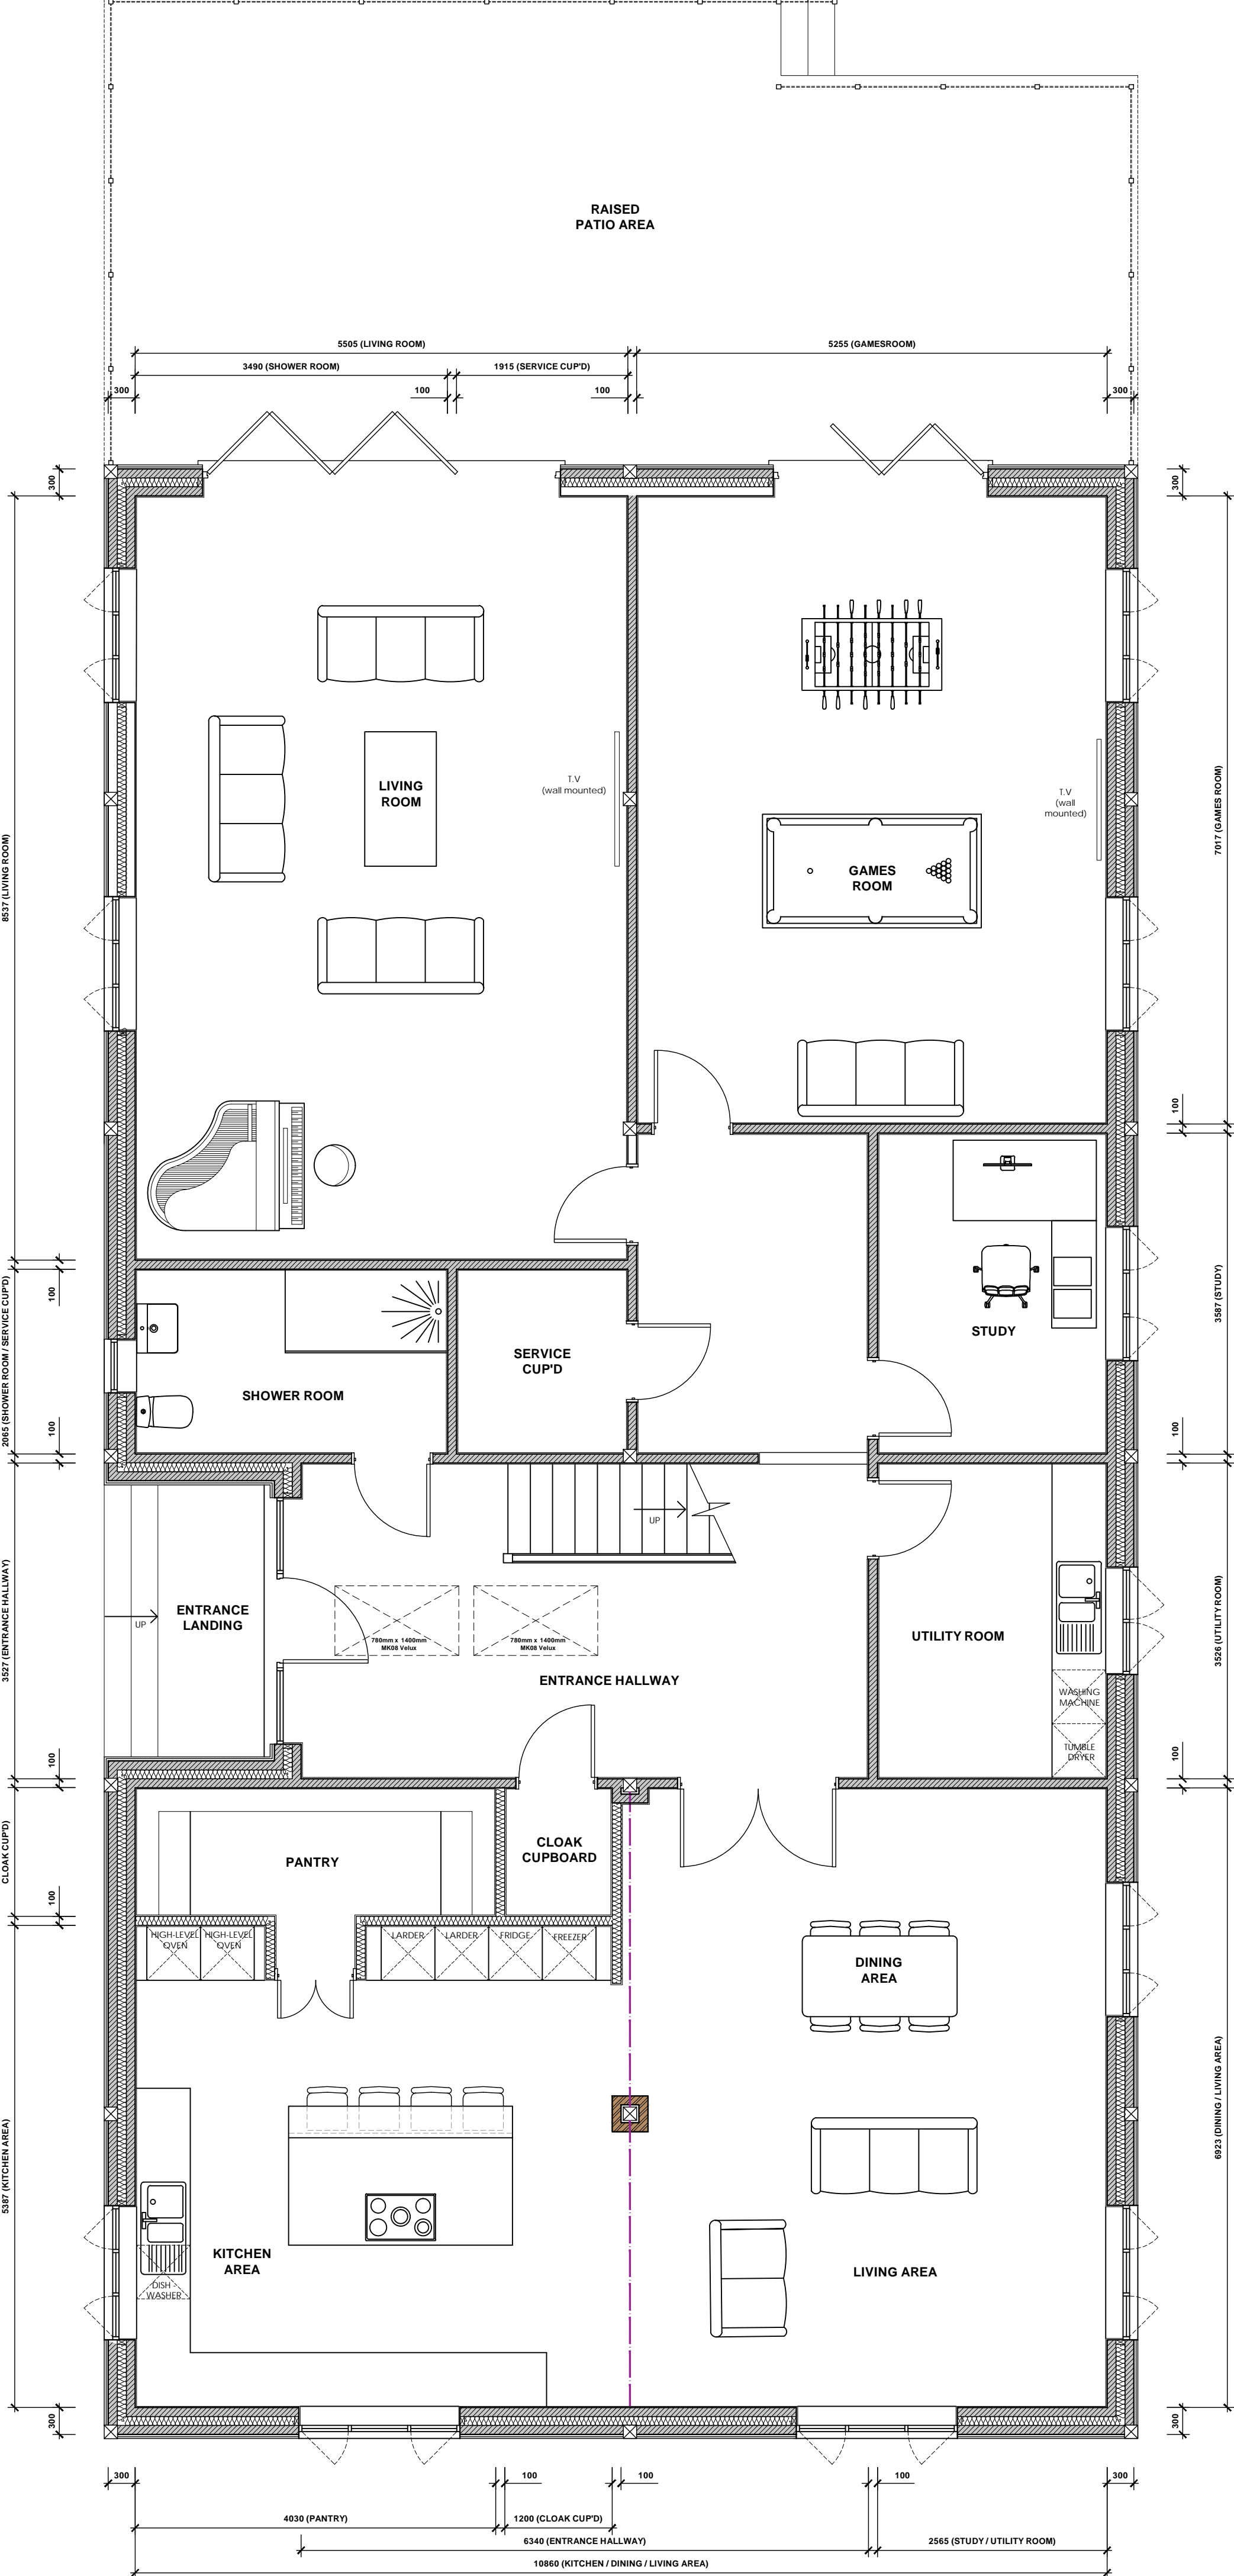 RAISED
PATIO AREA
5505 (LIVING ROOM)
5255 (GAMESROOM)
3490 (SHOWER ROOM)
1915 (SERVICE CUP'D)
300
100
100
300
300
300
T.V
(wall mounted)
LIVING
ROOM
T.V
(wall
mounted)
GAMES
ROOM
8537 (LIVING ROOM)
7017 (GAMES ROOM)
100
100
2065 (SHOWER ROOM / SERVICE CUP'D)
100
SHOWER ROOM
SERVICE
CUP'D
STUDY
3587 (STUDY)
100
UP
UP
ENTRANCE
LANDING
780mm x 1400mm
MK08 Velux
780mm x 1400mm
MK08 Velux
ENTRANCE HALLWAY
UTILITY ROOM
WASHING
MACHINE
TUMBLE
DRYER
3527 (ENTRANCE HALLWAY)
3526 (UTILITY ROOM)
100
100
CLOAK CUP'D)
100
PANTRY
CLOAK
CUPBOARD
HIGH-LEVEL
OVEN
HIGH-LEVEL
OVEN
LARDER
LARDER
FRIDGE
FREEZER
DINING
AREA
5387 (KITCHEN AREA)
6923 (DINING / LIVING AREA)
KITCHEN
AREA
DISH -
WASHER
LIVING AREA
300
300
300
100
100
100
300
4030 (PANTRY)
1200 (CLOAK CUP'D)
6340 (ENTRANCE HALLWAY)
2565 (STUDY / UTILITY ROOM)
10860 (KITCHEN / DINING / LIVING AREA)